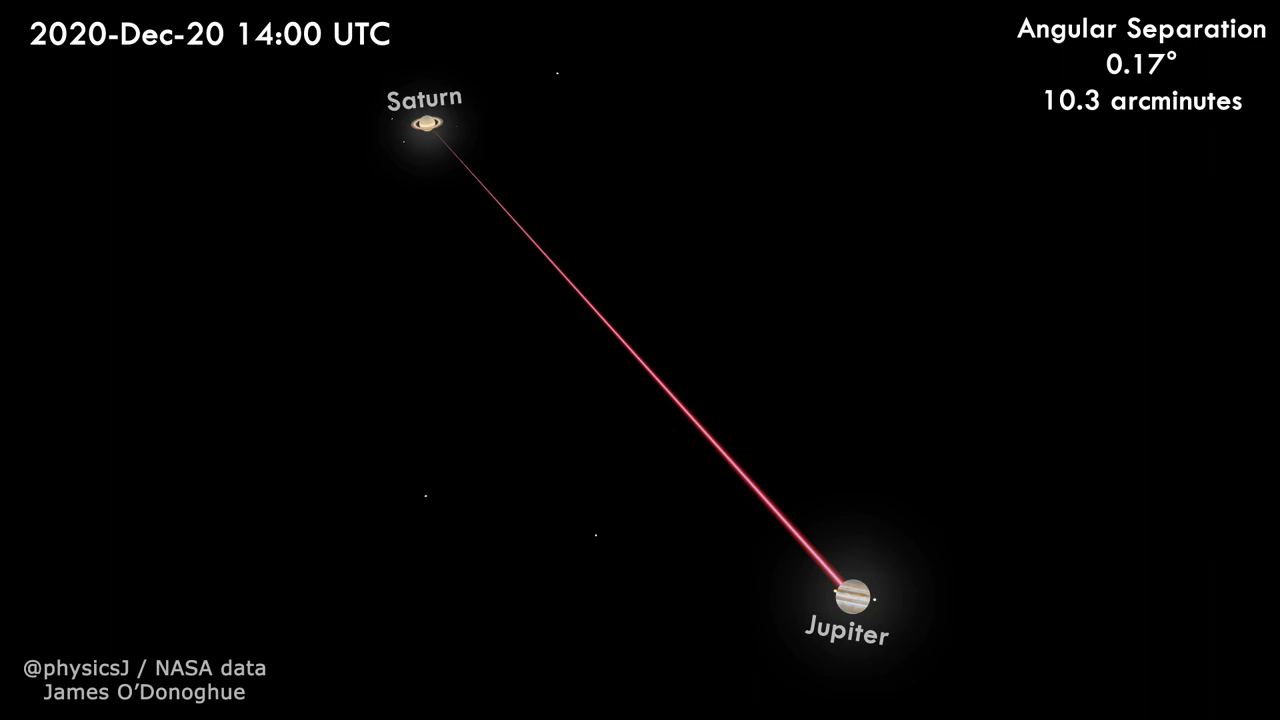 2020-Dec-20 14:00 UTC
Angular Separation
0.17°
10.3 arcminutes
Saturn
Jupiter
@physicsJ / NASA data
James O'Donoghue